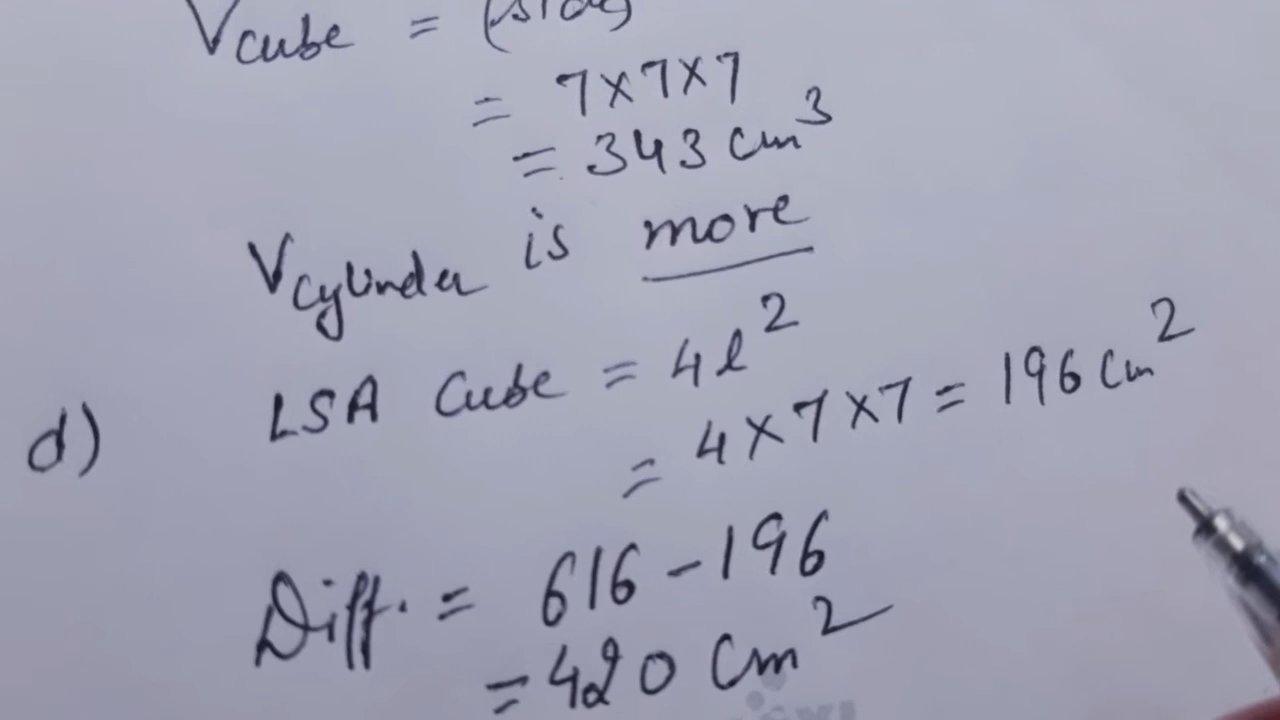 Vcube = (side)
= 7×7×7
= 343 cm³
Vcylinder is more
d) LSA Cube = 4l²
= 4×7×7 = 196 cm²
Diff. = 616 - 196
= 420 cm²